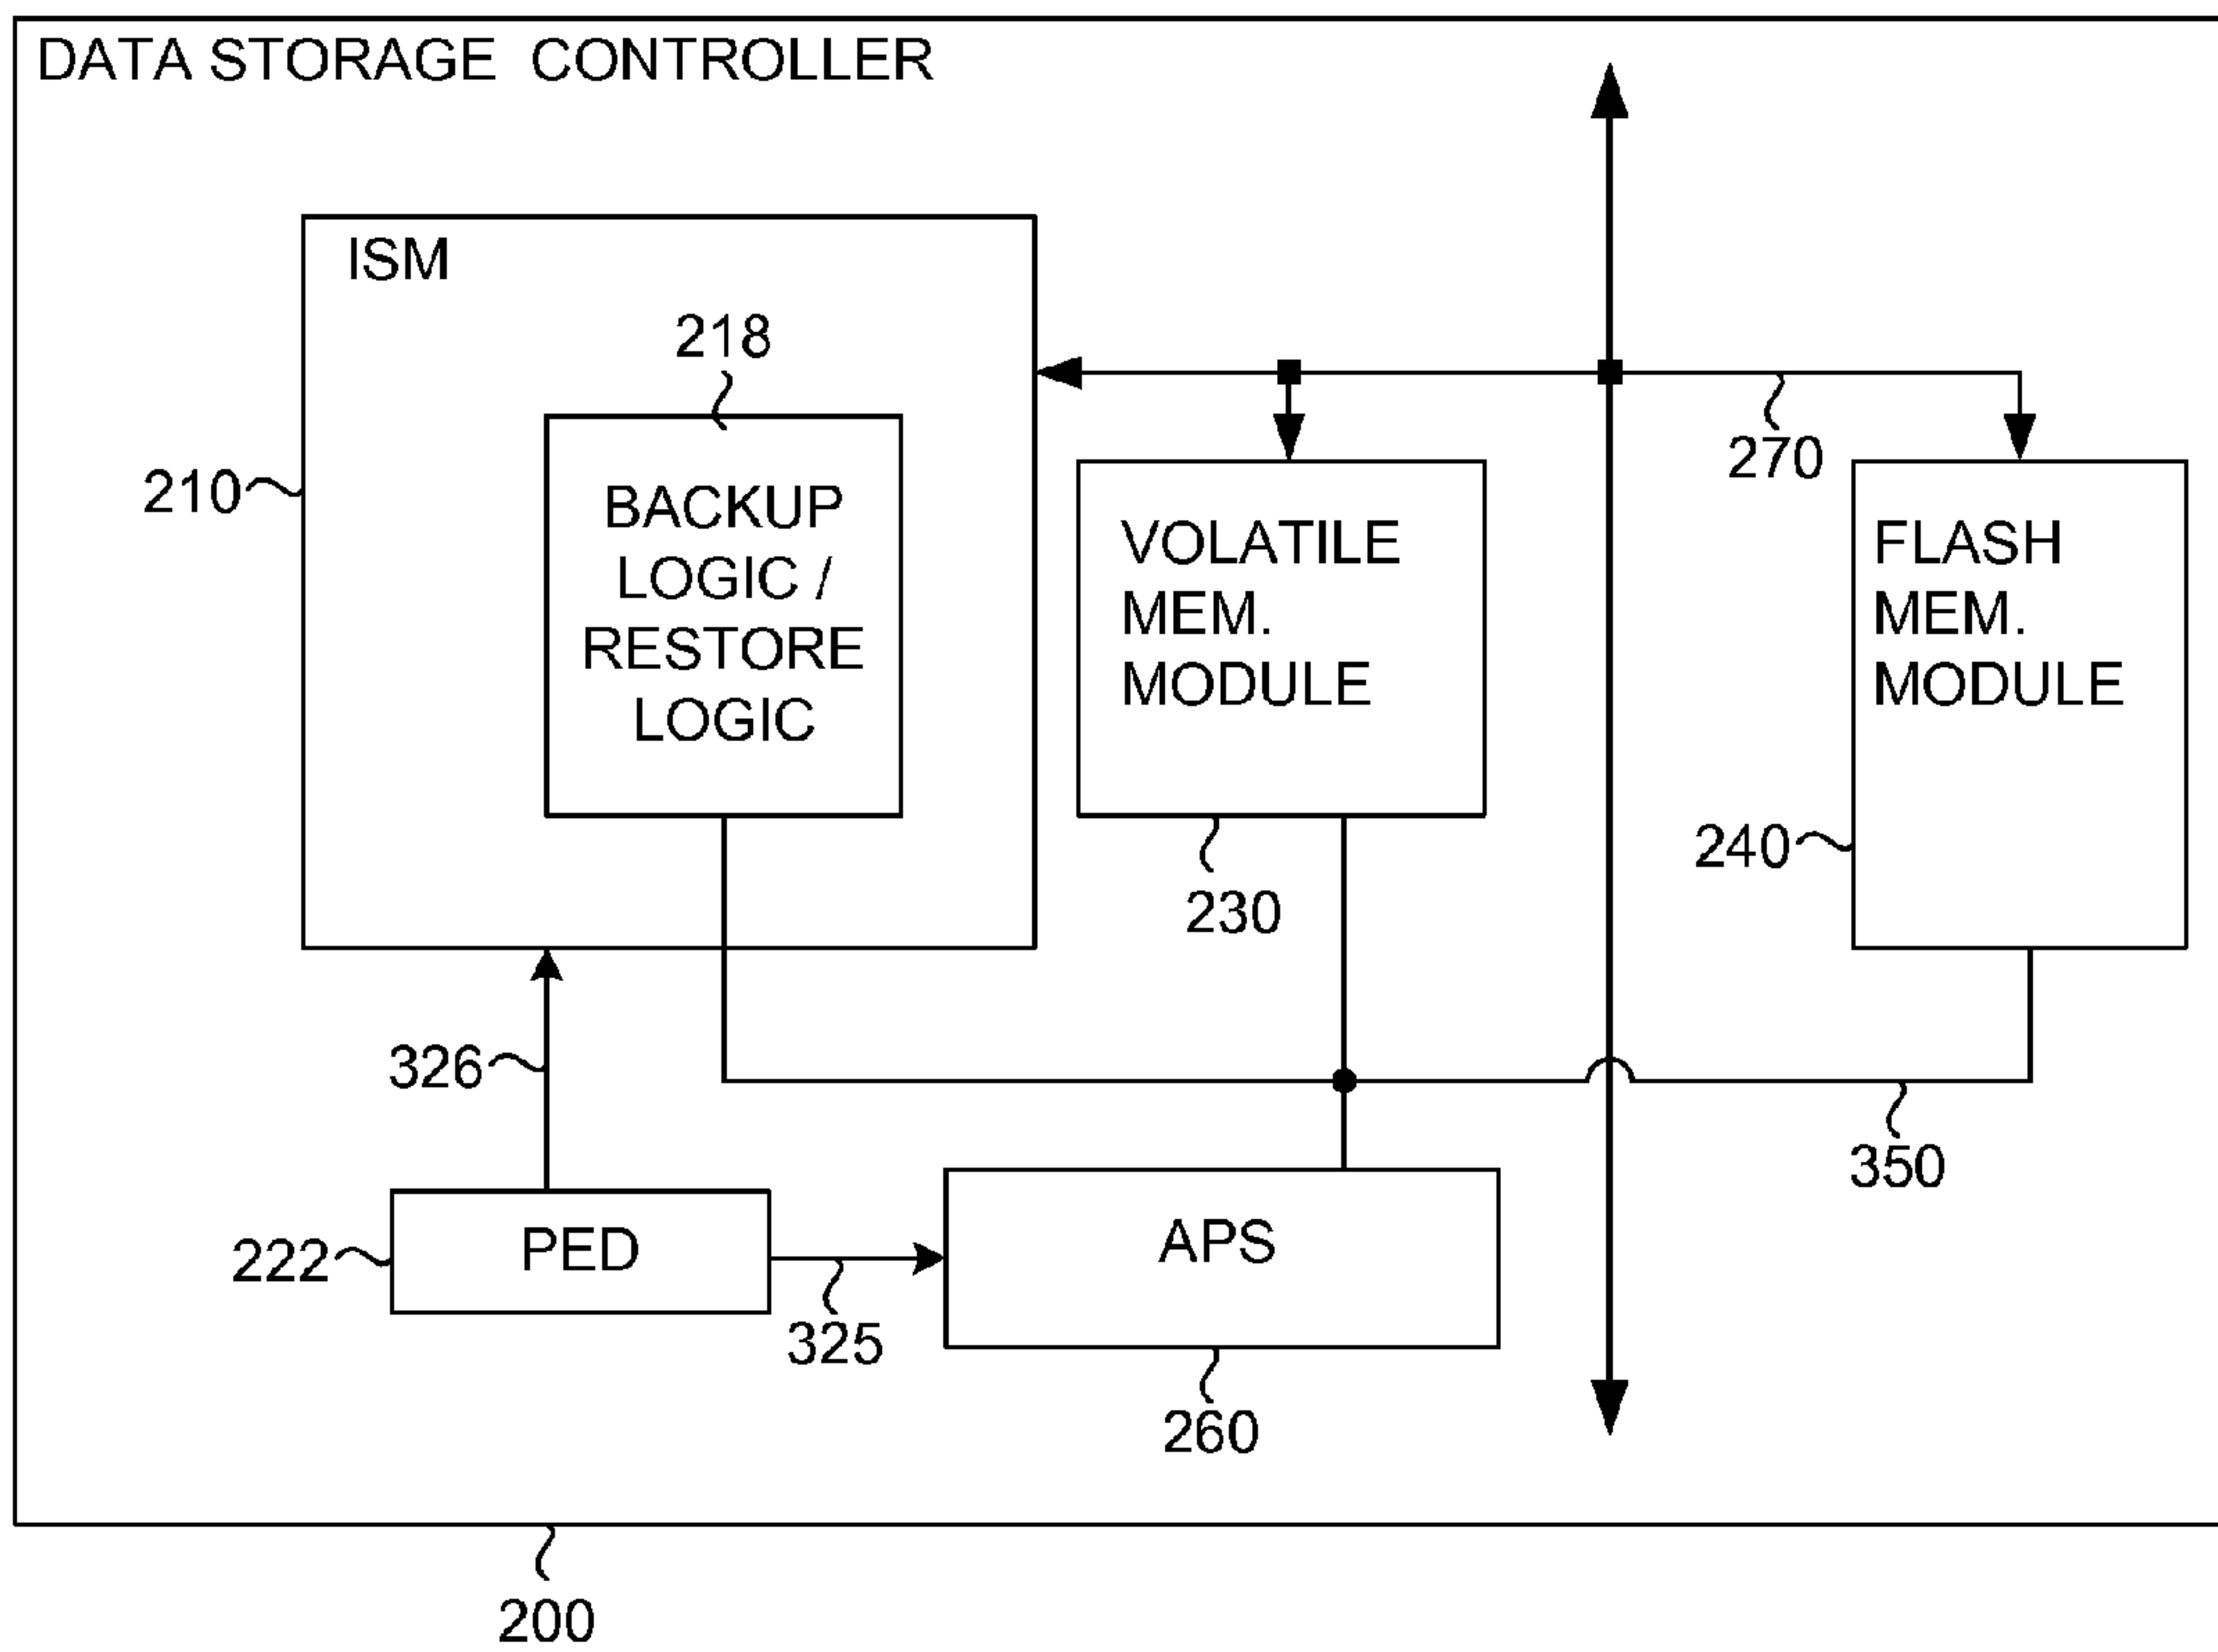 DATA STORAGE CONTROLLER
ISM
218
BACKUP
LOGIC /
RESTORE
LOGIC
210
VOLATILE
MEM.
MODULE
230
270
FLASH
MEM.
MODULE
240
326
350
222
PED
325
APS
260
200